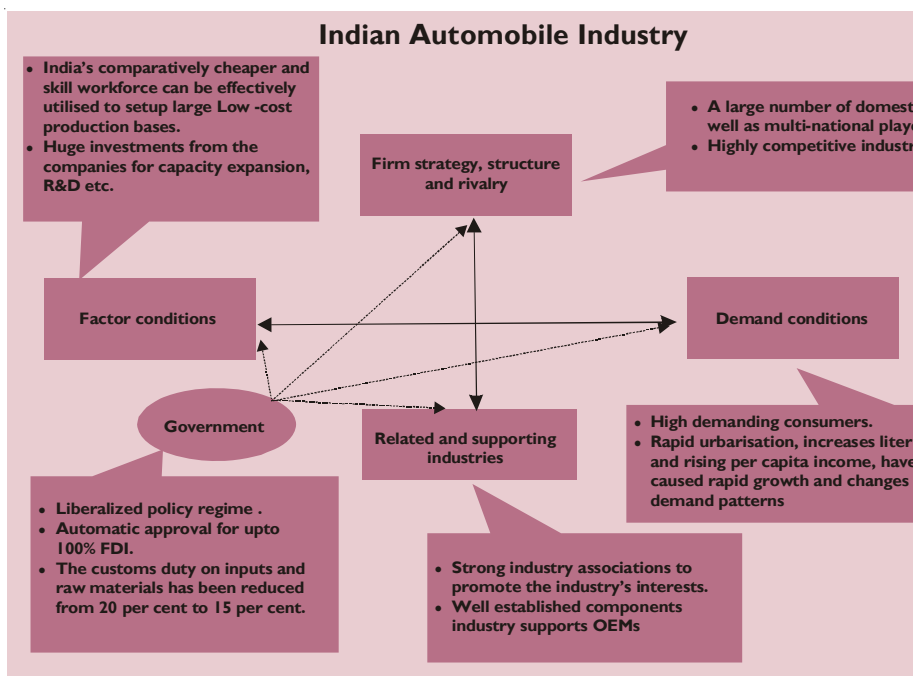 Indian Automobile Industry
• India's comparatively cheaper and
skill workforce can be effectively
utilised to setup large Low -cost
production bases.
• Huge investments from the
companies for capacity expansion,
R&D etc.
Firm strategy, structure
and rivalry
• A large number of
well as multi-national
• Highly competitive
Factor conditions
Demand conditions
Government
Related and supporting
industries
• High demanding consumers.
• Rapid urbarisation, increases
and rising per capita income, have
caused rapid growth and changes
demand patterns
• Liberalized policy regime .
• Automatic approval for upto
100% FDI.
• The customs duty on inputs and
raw materials has been reduced
from 20 per cent to 15 per cent.
• Strong industry associations to
promote the industry's interests.
• Well established components
industry supports OEMs